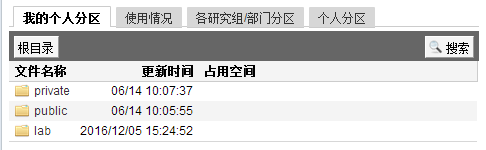 我的个人分区 使用情况 各研究组/部门分区 个人分区
根目录 搜索
文件名称 更新时间 占用空间
private 06/14 10:07:37
public 06/14 10:05:55
lab 2016/12/05 15:24:52